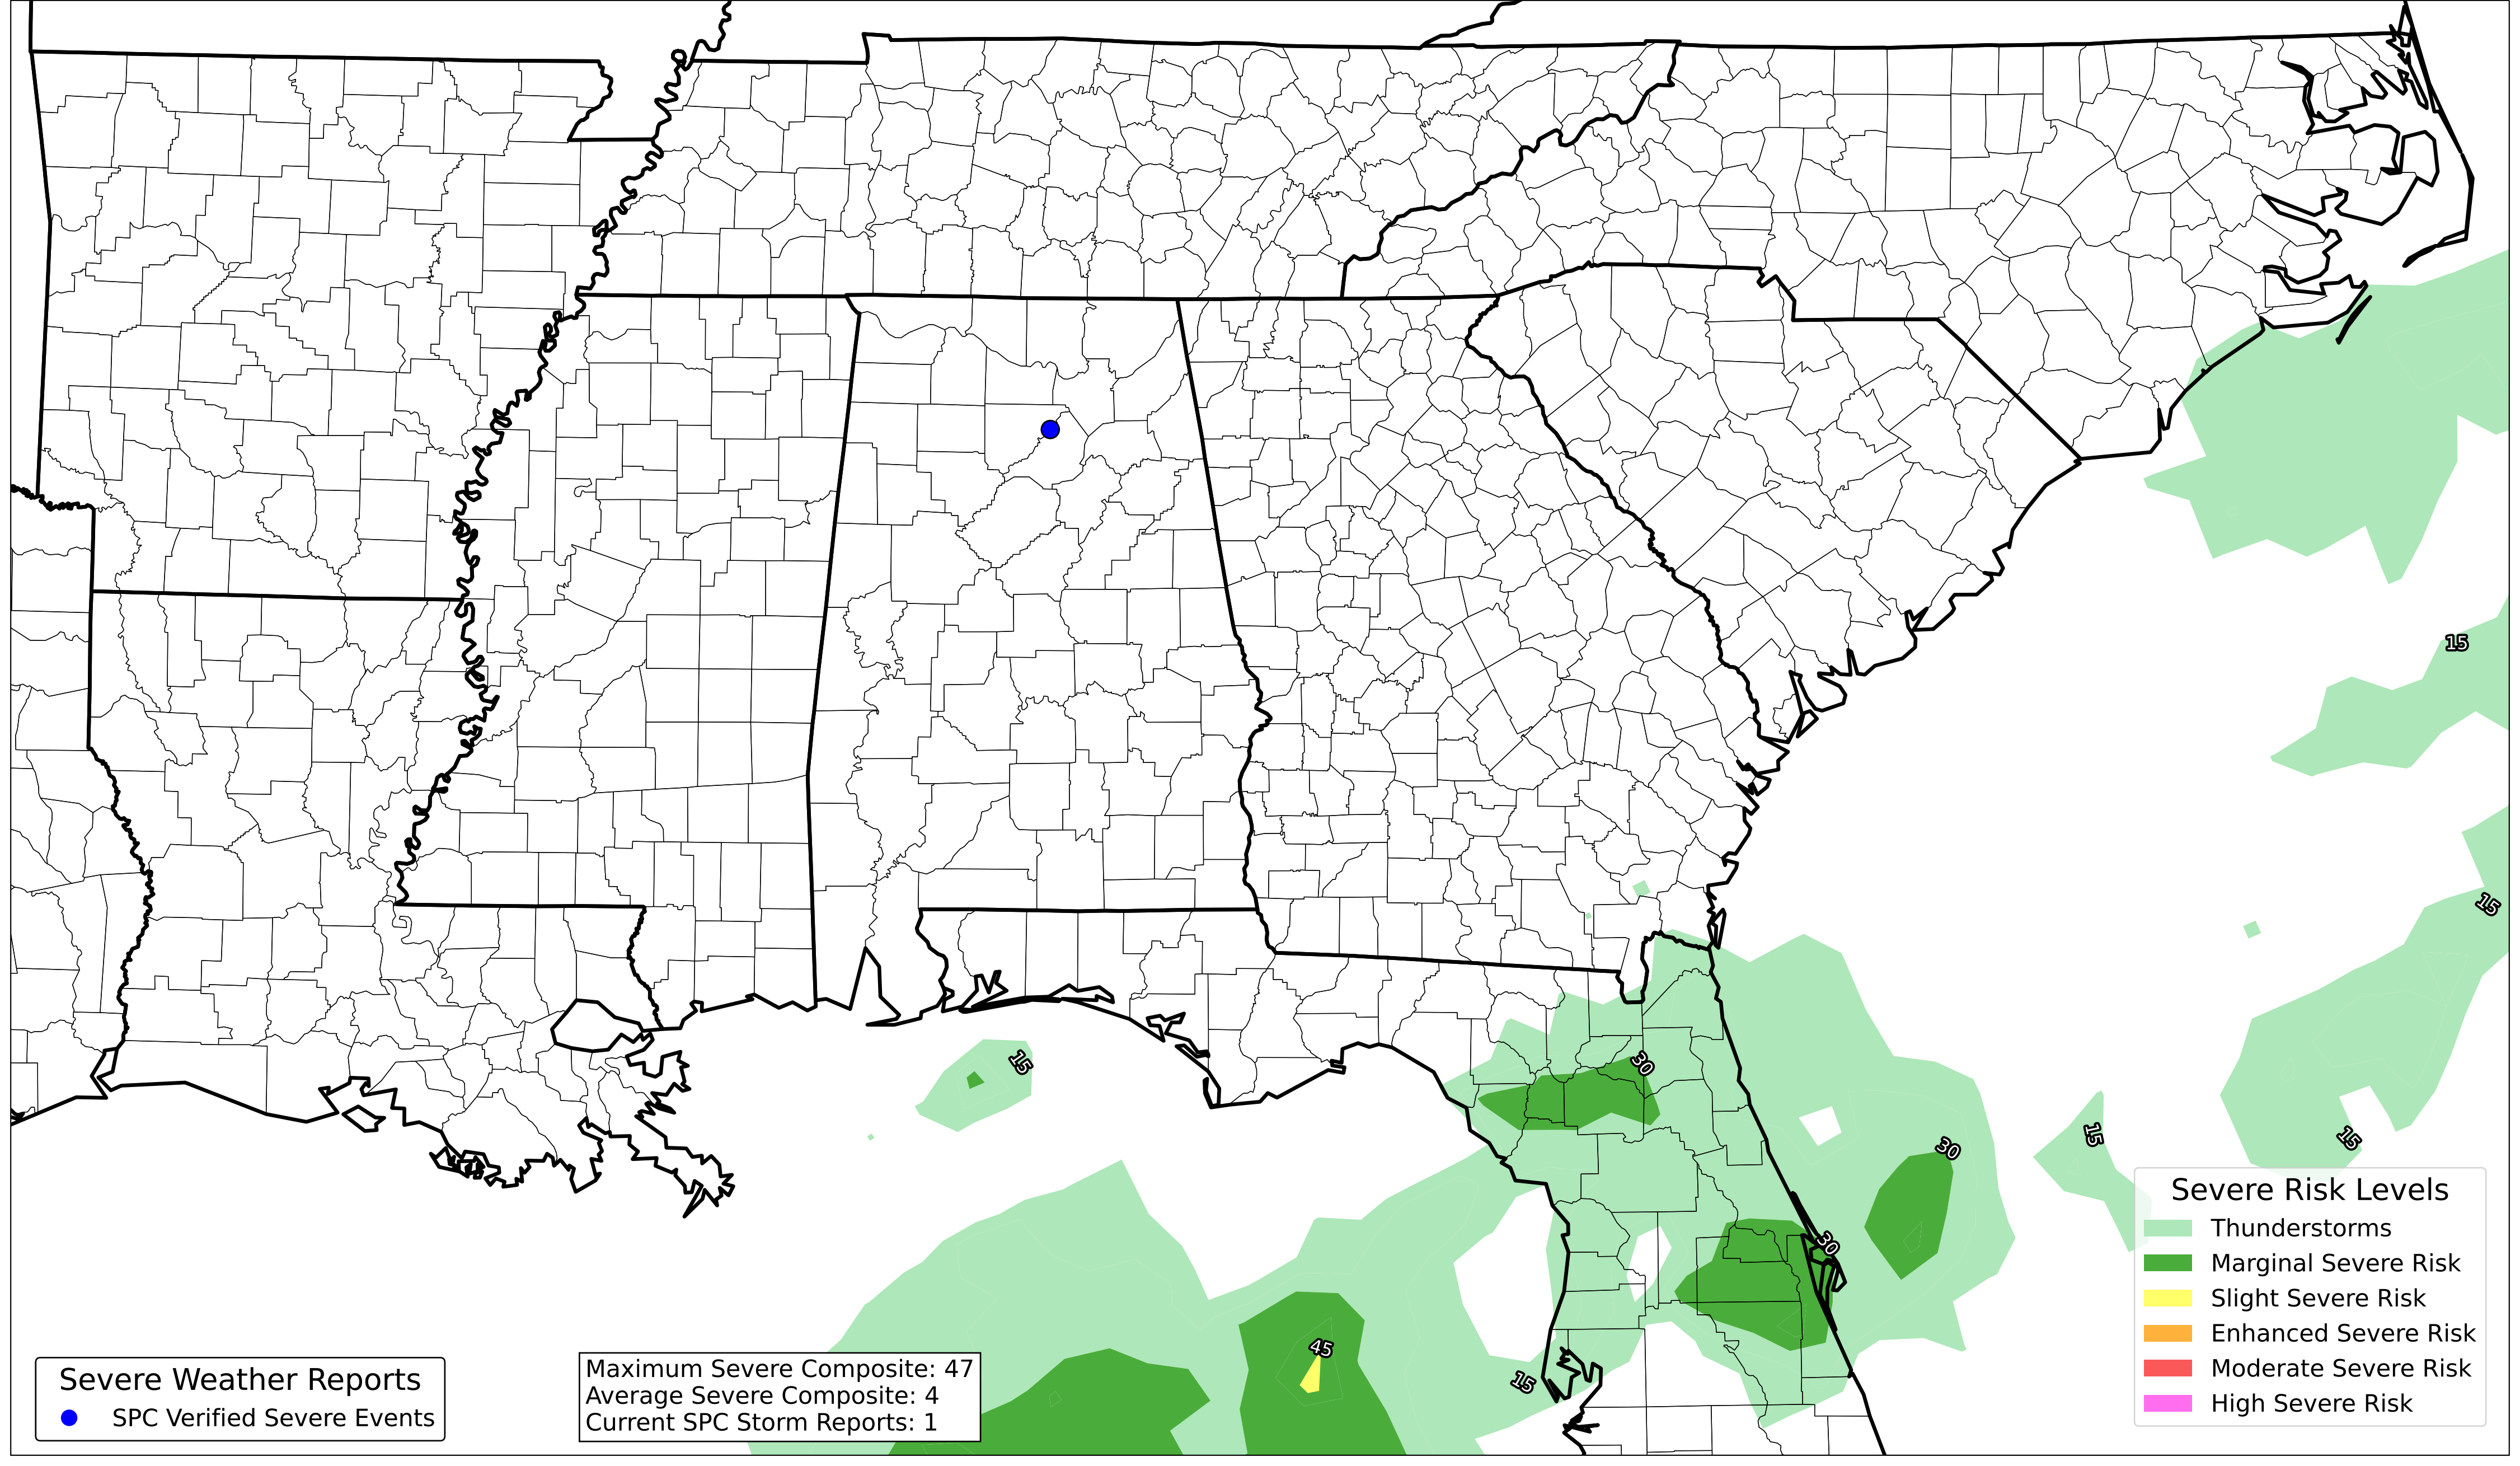 15
15
15
30
30
15
15
30
45
15
Severe Risk Levels
Thunderstorms
Marginal Severe Risk
Slight Severe Risk
Enhanced Severe Risk
Moderate Severe Risk
High Severe Risk
Severe Weather Reports
SPC Verified Severe Events
Maximum Severe Composite: 47
Average Severe Composite: 4
Current SPC Storm Reports: 1